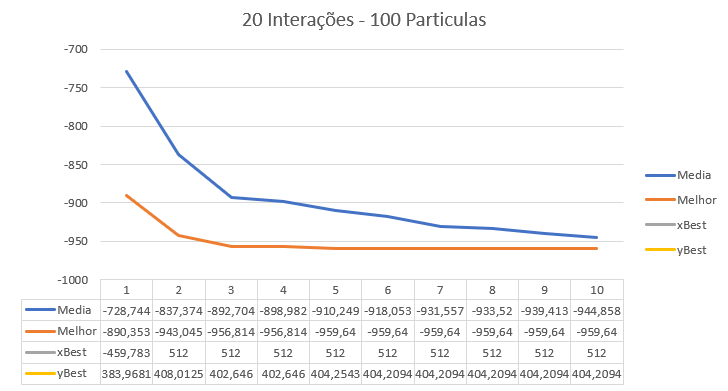 20 Interações - 100 Particulas
-700
-750
-800
-850
-900
-950
-1000
Media
Melhor
xBest
yBest
1 2 3 4 5 6 7 8 9 10
Media -728,744 -837,374 -892,704 -898,982 -910,249 -918,053 -931,557 -933,52 -939,413 -944,858
Melhor -890,353 -943,045 -956,814 -956,814 -959,64 -959,64 -959,64 -959,64 -959,64 -959,64
xBest -459,783 512 512 512 512 512 512 512 512 512
yBest 383,9681 408,0125 402,646 402,646 404,2543 404,2094 404,2094 404,2094 404,2094 404,2094